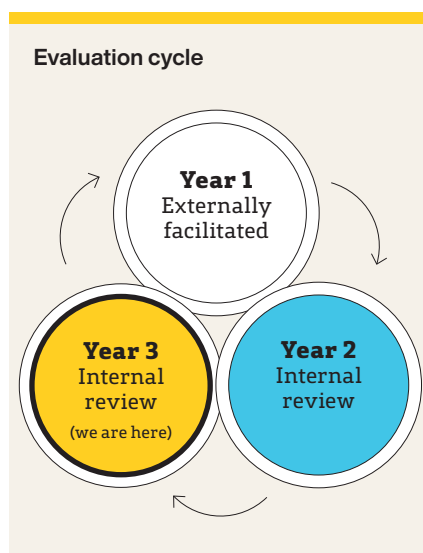 Evaluation cycle
Year 1
Externally
facilitated
Year 3
Internal
review
(we are here)
Year 2
Internal
review